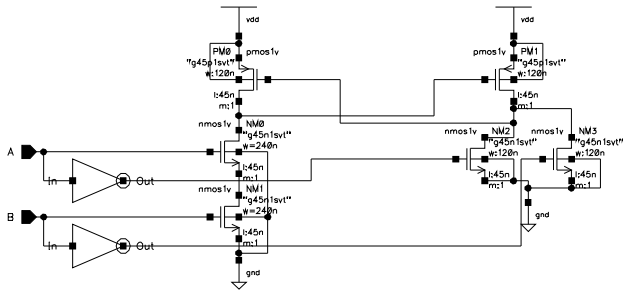 vdd
vdd
PM0
pmos1v
"g45p1svt"
w:120n
l:45n
m:1
pmos1v
PM1
"g45p1svt"
w:120n
l:45n
m:1
nmos1v
NM0
"g45n1svt"
w=240n
l:45n
m:1
nmos1v
NM2
"g45n1svt"
w:120n
l:45n
m:1
nmos1v
NM3
"g45n1svt"
w:120n
l:45n
m:1
A
In
Out
nmos1v
NM1
"g45n1svt"
w=240n
l:45n
m:1
B
In
Out
gnd
gnd